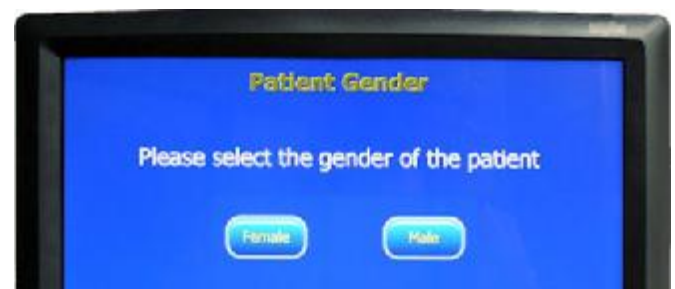 Patient Gender
Please select the gender of the patient
Female Male